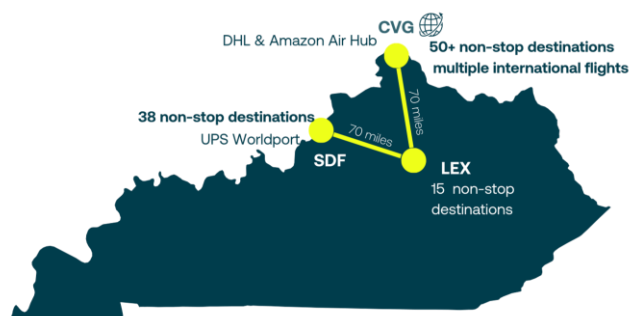 CVG
DHL & Amazon Air Hub
50+ non-stop destinations
multiple international flights
70 miles
38 non-stop destinations
UPS Worldport
70 miles
SDF
LEX
15 non-stop
destinations